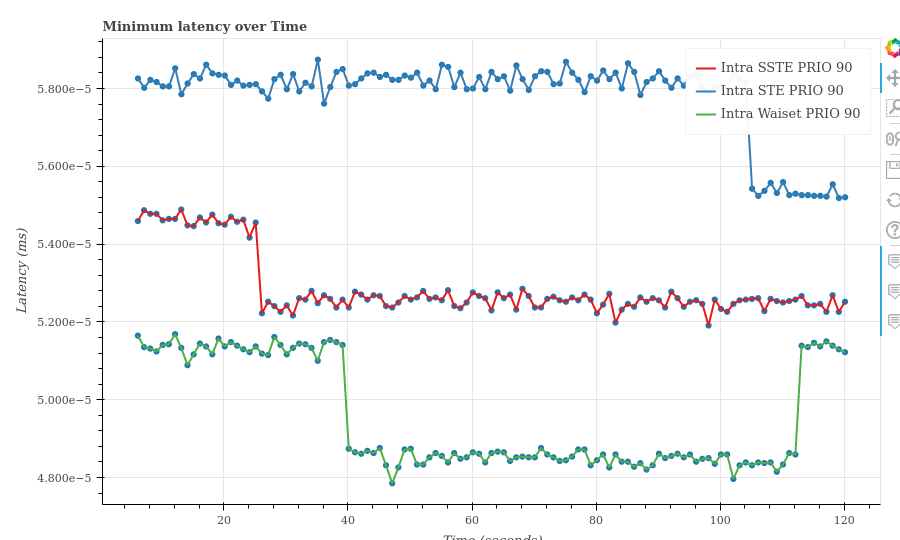 Minimum latency over Time
Intra SSTE PRIO 90
Intra STE PRIO 90
Intra Waiset PRIO 90
5.800e−5
5.600e−5
5.400e−5
5.200e−5
5.000e−5
4.800e−5
Latency (ms)
20 40 60 80 100 120
Time (seconds)